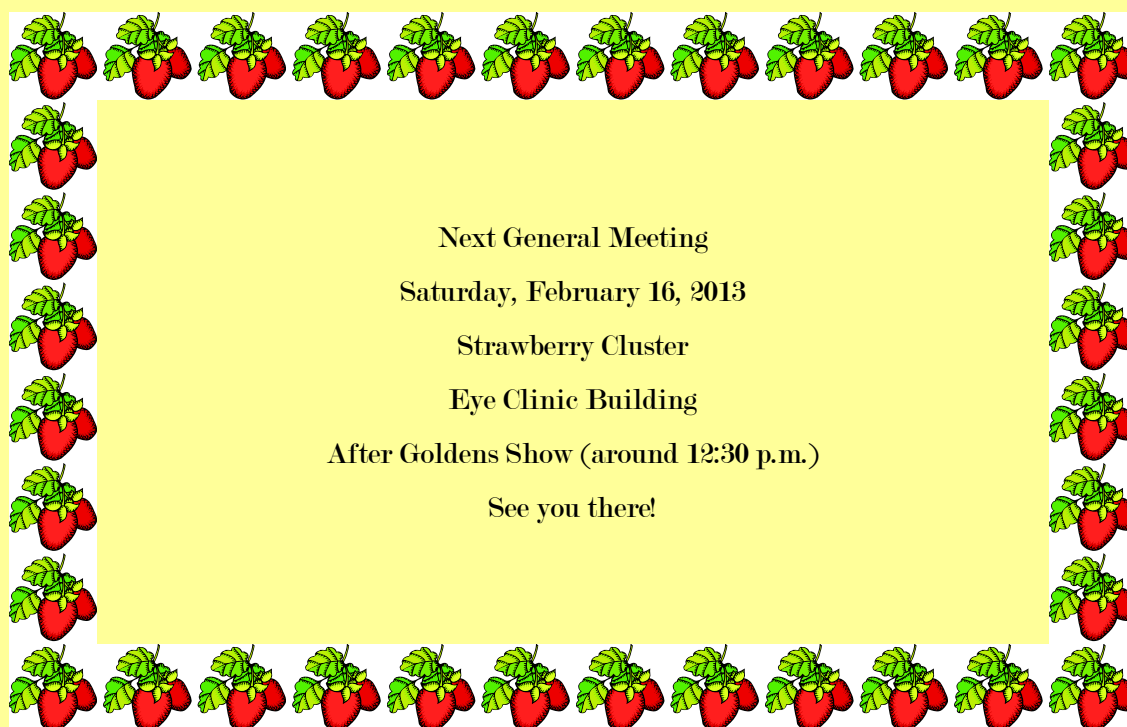 Next General Meeting
Saturday, February 16, 2013
Strawberry Cluster
Eye Clinic Building
After Goldens Show (around 12:30 p.m.)
See you there!